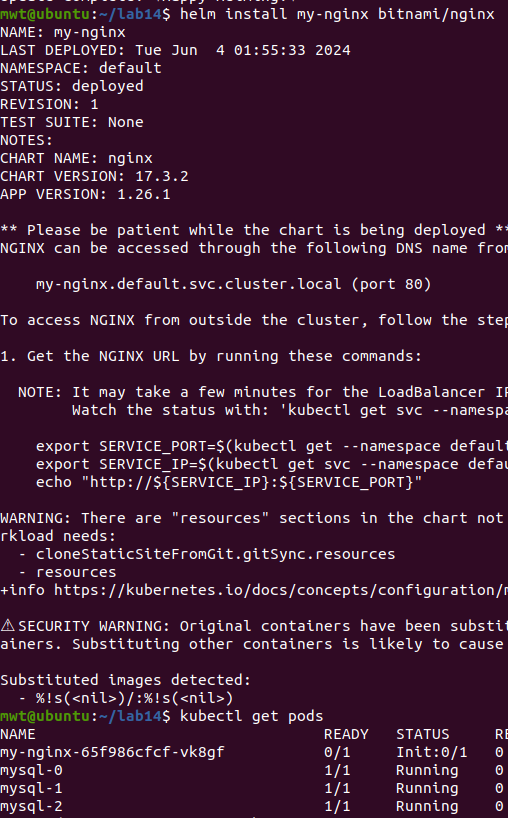 mwt@ubuntu:~/lab14$ helm install my-nginx bitnami/nginx
NAME: my-nginx
LAST DEPLOYED: Tue Jun  4 01:55:33 2024
NAMESPACE: default
STATUS: deployed
REVISION: 1
TEST SUITE: None
NOTES:
CHART NAME: nginx
CHART VERSION: 17.3.2
APP VERSION: 1.26.1
** Please be patient while the chart is being deployed **
NGINX can be accessed through the following DNS name from
my-nginx.default.svc.cluster.local (port 80)
To access NGINX from outside the cluster, follow the step
1. Get the NGINX URL by running these commands:
NOTE: It may take a few minutes for the LoadBalancer IP
Watch the status with: 'kubectl get svc --namespa
export SERVICE_PORT=$(kubectl get --namespace default
export SERVICE_IP=$(kubectl get svc --namespace defau
echo "http://${SERVICE_IP}:${SERVICE_PORT}"
WARNING: There are "resources" sections in the chart not
rkload needs:
- cloneStaticSiteFromGit.gitSync.resources
- resources
+info https://kubernetes.io/docs/concepts/configuration/m
⚠ SECURITY WARNING: Original containers have been substit
ainers. Substituting other containers is likely to cause
Substituted images detected:
- %!s(<nil>)/:%!s(<nil>)
mwt@ubuntu:~/lab14$ kubectl get pods
NAME READY STATUS RE
my-nginx-65f986cfcf-vk8gf 0/1 Init:0/1 0
mysql-0 1/1 Running 0
mysql-1 1/1 Running 0
mysql-2 1/1 Running 0